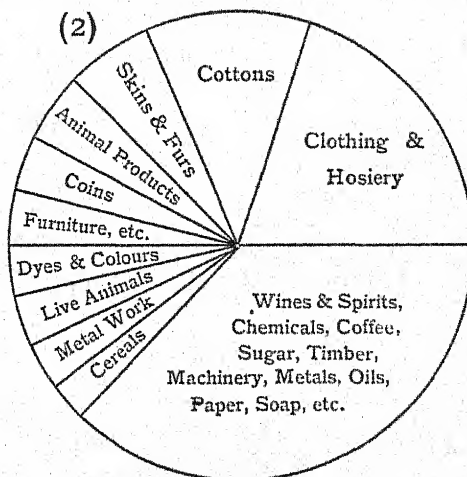 (2)
Cottons
Skins & Furs
Clothing &
Hosiery
Animal Products
Coins
Furniture, etc.
Dyes & Colours
Live Animals
Metal Work
Cereals
Wines & Spirits,
Chemicals, Coffee,
Sugar, Timber,
Machinery, Metals, Oils,
Paper, Soap, etc.